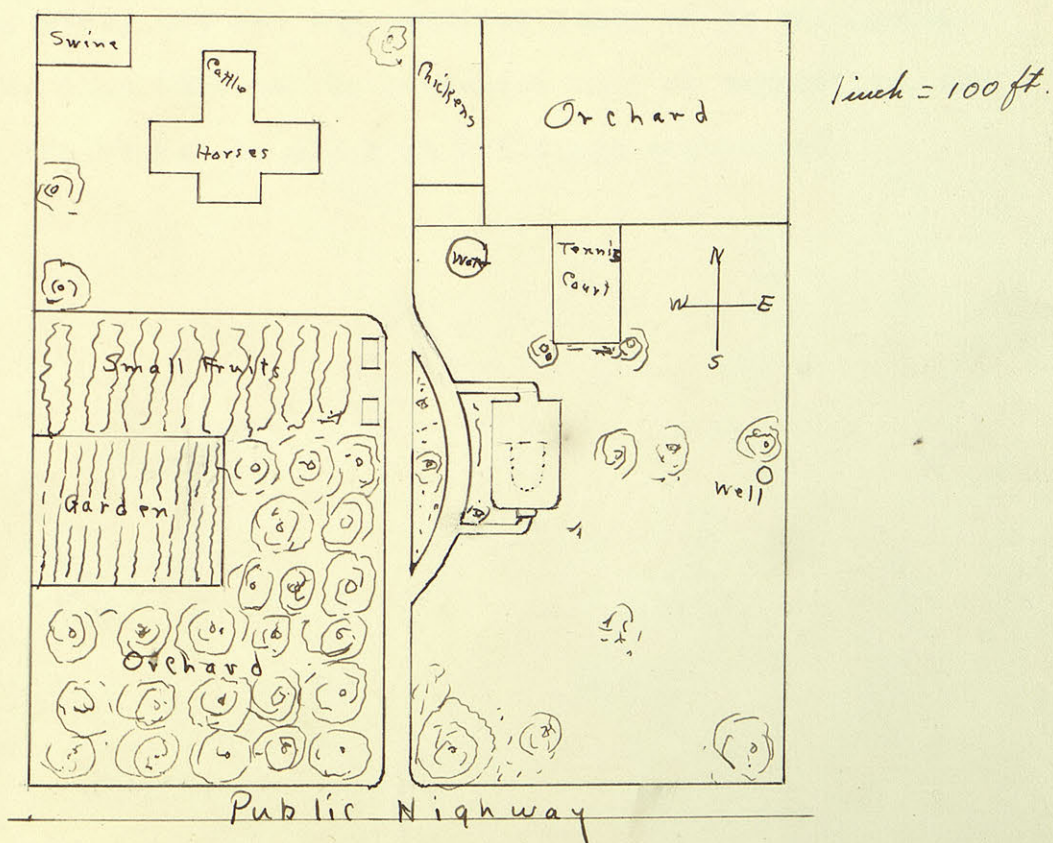 Swine
Cattle
Horses
Chickens
Orchard
1 inch = 100 ft.
Water
Tennis
Court
N
W E
S
Small Fruits
Garden
Well
Orchard
Public Highway